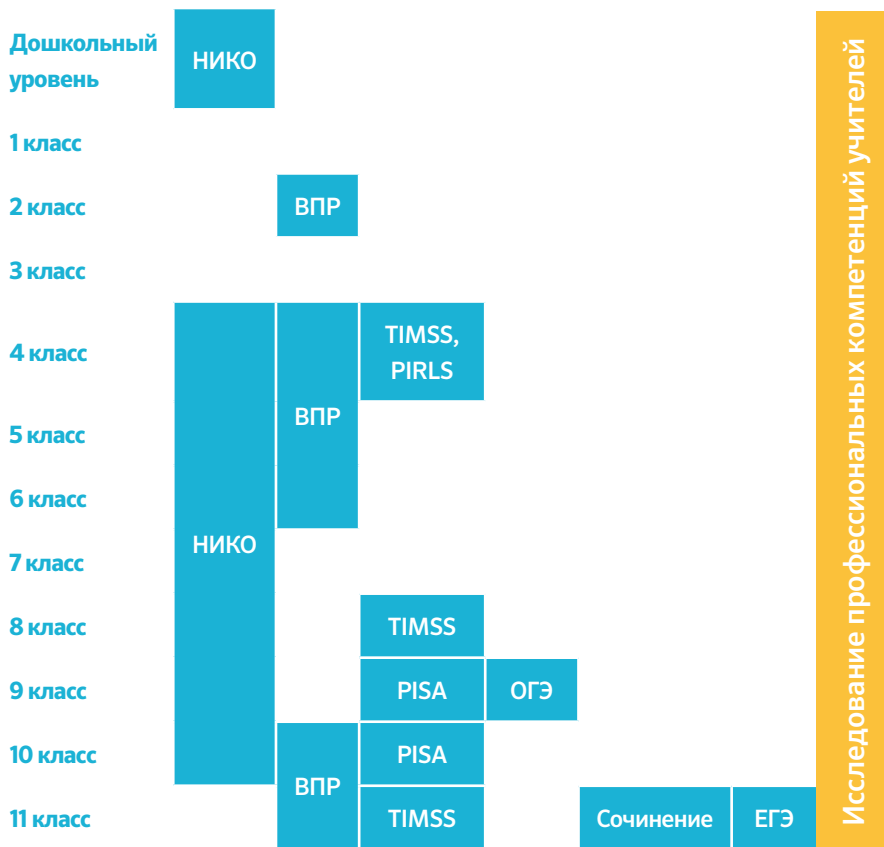 Дошкольный
уровень
НИКО
1 класс
2 класс
ВПР
3 класс
4 класс
TIMSS,
PIRLS
ВПР
5 класс
6 класс
НИКО
7 класс
8 класс
TIMSS
9 класс
PISA
ОГЭ
10 класс
PISA
ВПР
11 класс
TIMSS
Сочинение
ЕГЭ
Исследование профессиональных компетенций учителей